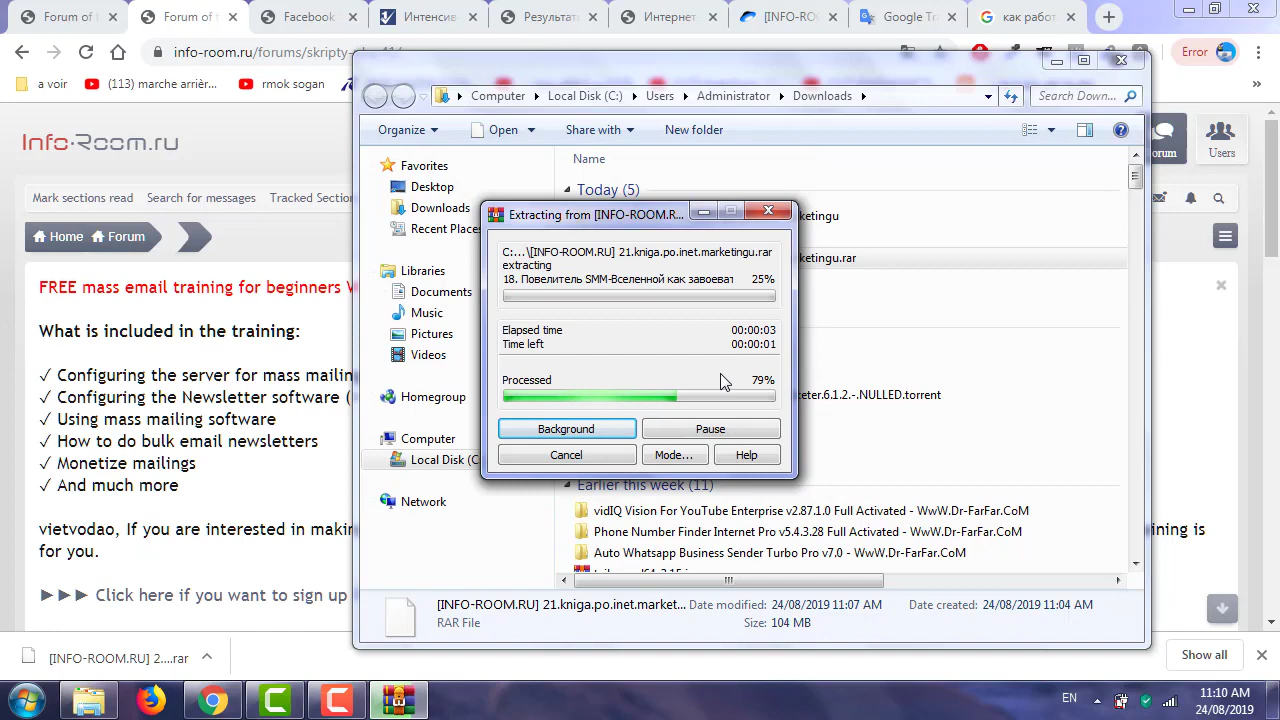 Forum of t
Forum of t
Facebook
Интенсив
Результа
Интернет
[INFO-RO
Google Tr
как работ
info-room.ru/forums/skripty-
Error
a voir
(113) marche arrièr...
rmok sogan
Info-Room.ru
Forum
Users
Mark sections read
Search for messages
Tracked Sectio
Home
Forum
FREE mass email training for beginners
What is included in the training:
✓ Configuring the server for mass mailin
✓ Configuring the Newsletter software (
✓ Using mass mailing software
✓ How to do bulk email newsletters
✓ Monetize mailings
✓ And much more
vietvodao, If you are interested in makin
ning is
for you.
►►► Click here if you want to sign up
Computer
Local Disk (C:)
Users
Administrator
Downloads
Search Down...
Organize
Open
Share with
New folder
Favorites
Desktop
Downloads
Recent Places
Libraries
Documents
Music
Pictures
Videos
Homegroup
Computer
Local Disk (C
Network
Name
Today (5)
rketingu
rketingu.rar
eter.6.1.2.-.NULLED.torrent
Earlier this week (11)
vidIQ Vision For YouTube Enterprise v2.87.1.0 Full Activated - WwW.Dr-FarFar.CoM
Phone Number Finder Internet Pro v5.4.3.28 Full Activated - WwW.Dr-FarFar.CoM
Auto Whatsapp Business Sender Turbo Pro v7.0 - WwW.Dr-FarFar.CoM
[INFO-ROOM.RU] 21.kniga.po.inet.market...
Date modified: 24/08/2019 11:07 AM
Date created: 24/08/2019 11:04 AM
RAR File
Size: 104 MB
Extracting from [INFO-ROOM.R...
C:...\[INFO-ROOM.RU] 21.kniga.po.inet.marketingu.rar
extracting
18. Повелитель SMM-Вселенной как завоеват 25%
Elapsed time 00:00:03
Time left 00:00:01
Processed 79%
Background
Pause
Cancel
Mode...
Help
[INFO-ROOM.RU] 2....rar
Show all
EN
11:10 AM
24/08/2019